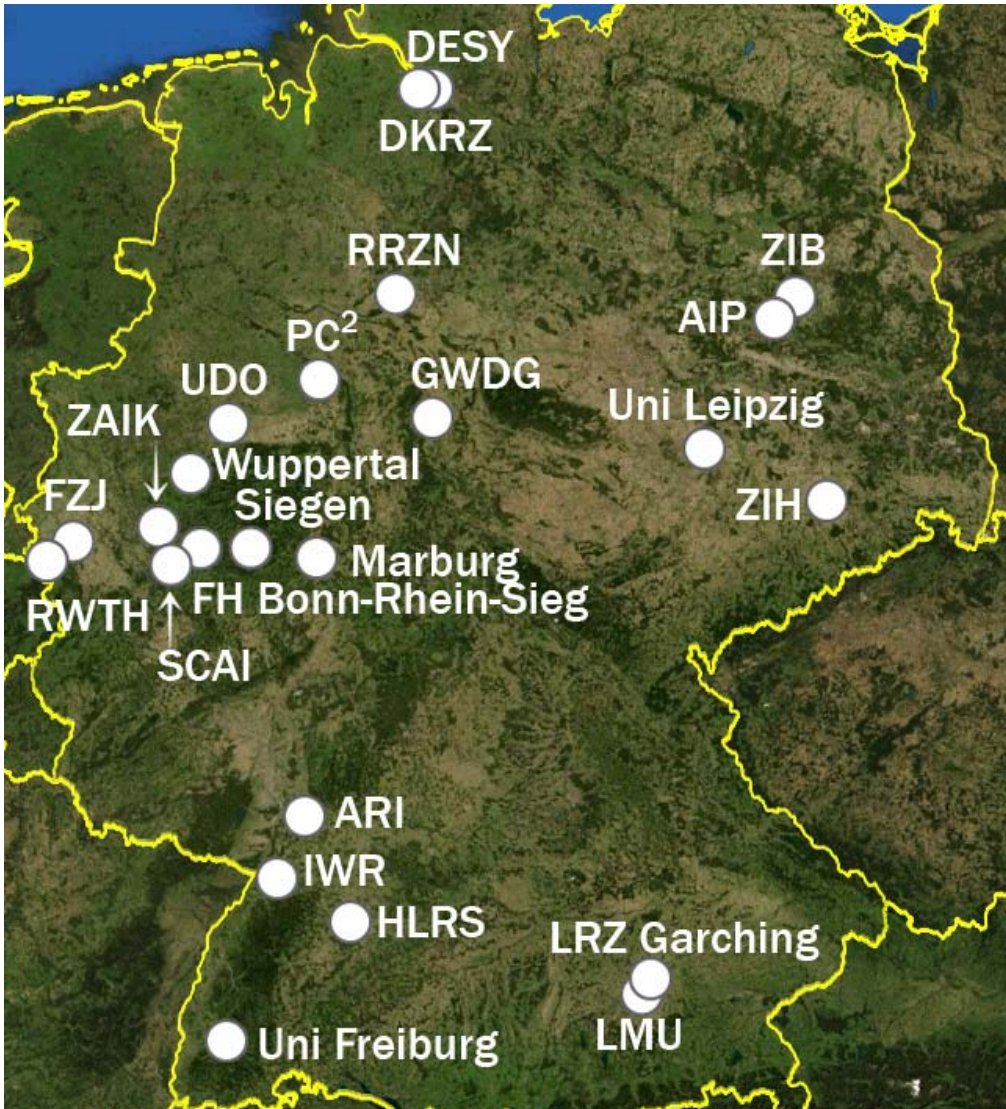 DESY
DKRZ
RRZN
ZIB
AIP
PC²
UDO
GWDG
Uni Leipzig
ZAIK
Wuppertal
FZJ
Siegen
ZIH
Marburg
RWTH
FH Bonn-Rhein-Sieg
SCAI
ARI
IWR
HLRS
LRZ Garching
LMU
Uni Freiburg